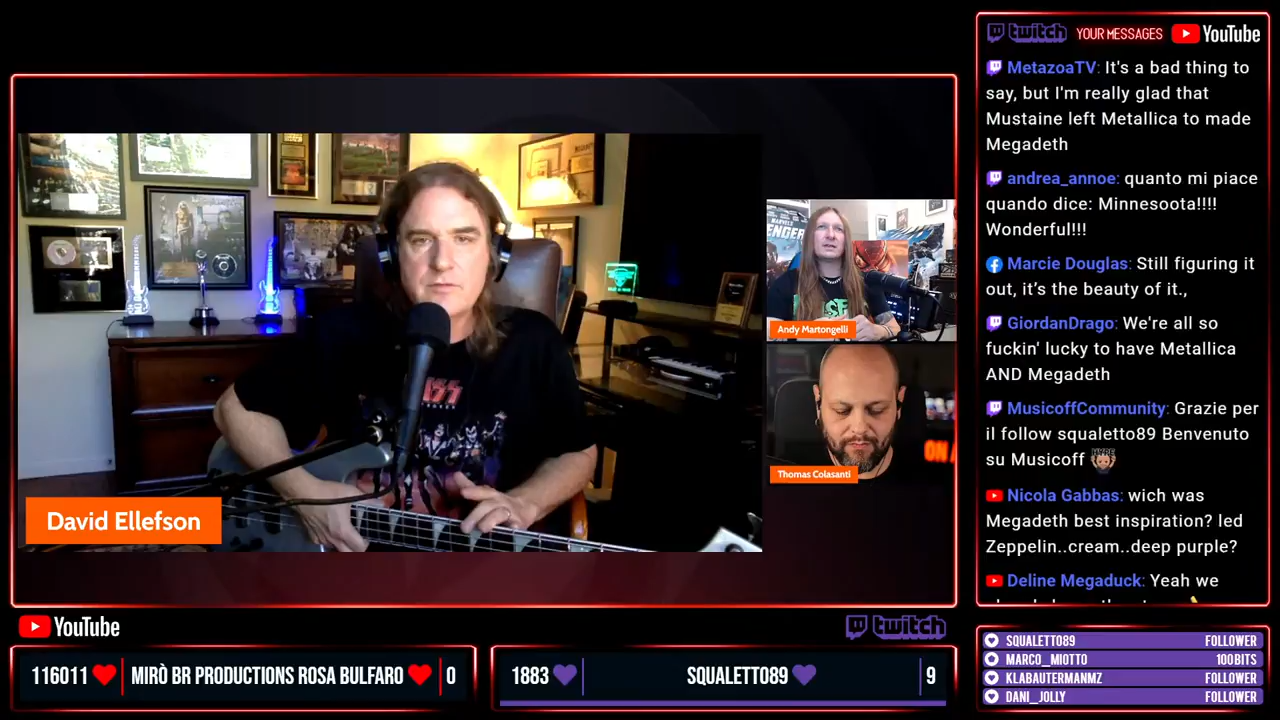 twitch YOUR MESSAGES YouTube
MetazoaTV: It's a bad thing to
say, but I'm really glad that
Mustaine left Metallica to made
Megadeth
andrea_annoe: quanto mi piace
quando dice: Minnesoota!!!!
Wonderful!!!
Marcie Douglas: Still figuring it
out, it’s the beauty of it.,
GiordanDrago: We're all so
fuckin' lucky to have Metallica
AND Megadeth
MusicoffCommunity: Grazie per
il follow squaletto89 Benvenuto
su Musicoff
Nicola Gabbas: wich was
Megadeth best inspiration? led
Zeppelin..cream..deep purple?
Deline Megaduck: Yeah we
KISS
David Ellefson
Andy Martongelli
ON
Thomas Colasanti
YouTube
twitch
116011 MIRÒ BR PRODUCTIONS ROSA BULFARO 0
1883 SQUALETTO89 9
SQUALETTO89 FOLLOWER
MARCO_MIOTTO 100BITS
KLABAUTERMANMZ FOLLOWER
DANI_JOLLY FOLLOWER